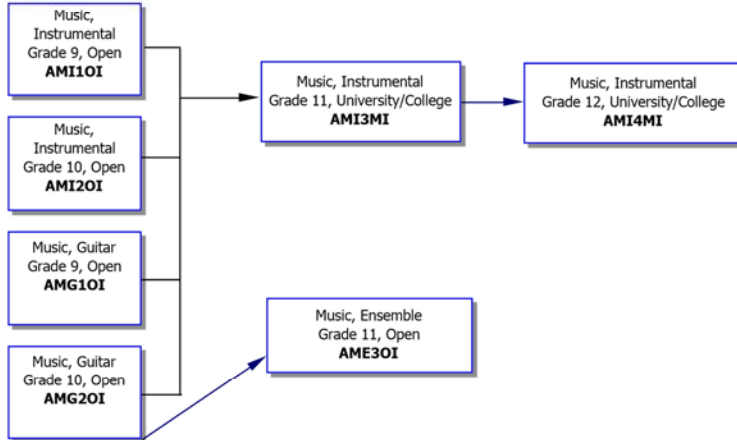 Music,
Instrumental
Grade 9, Open
AMI1OI
Music, Instrumental
Grade 11, University/College
AMI3MI
Music, Instrumental
Grade 12, University/College
AMI4MI
Music,
Instrumental
Grade 10, Open
AMI2OI
Music, Guitar
Grade 9, Open
AMG1OI
Music, Ensemble
Grade 11, Open
AME3OI
Music, Guitar
Grade 10, Open
AMG2OI